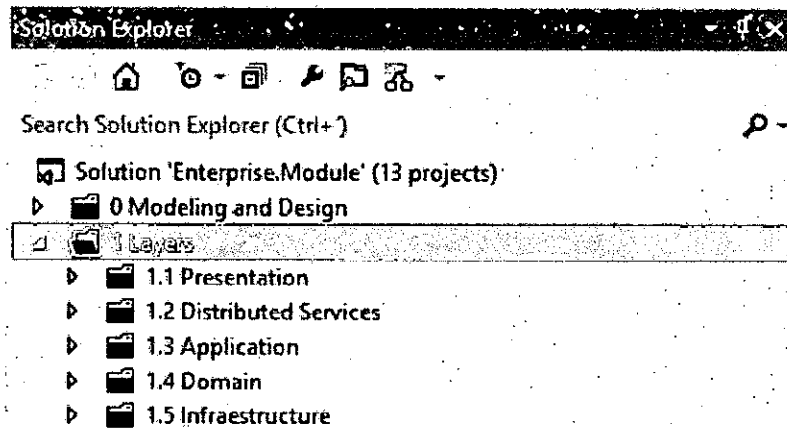 Solution Explorer
Search Solution Explorer (Ctrl+')
Solution 'Enterprise.Module' (13 projects)
0 Modeling and Design
1 Layers
1.1 Presentation
1.2 Distributed Services
1.3 Application
1.4 Domain
1.5 Infraestructure